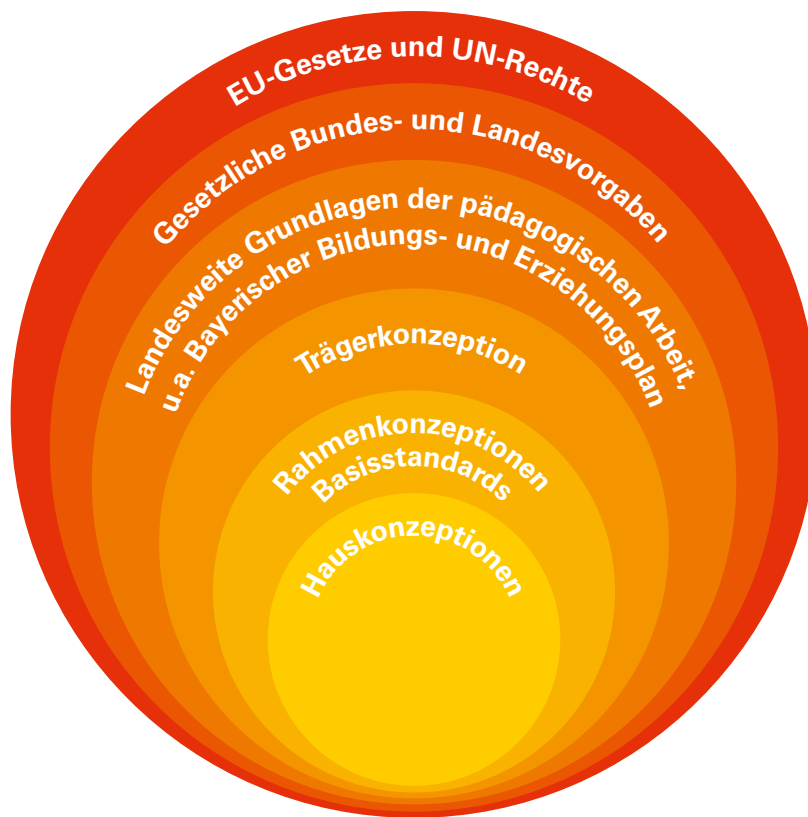 EU-Gesetze und UN-Rechte
Gesetzliche Bundes- und Landesvorgaben
Landesweite Grundlagen der pädagogischen Arbeit,
u.a. Bayerischer Bildungs- und Erziehungsplan
Trägerkonzeption
Rahmenkonzeptionen
Basisstandards
Hauskonzeptionen